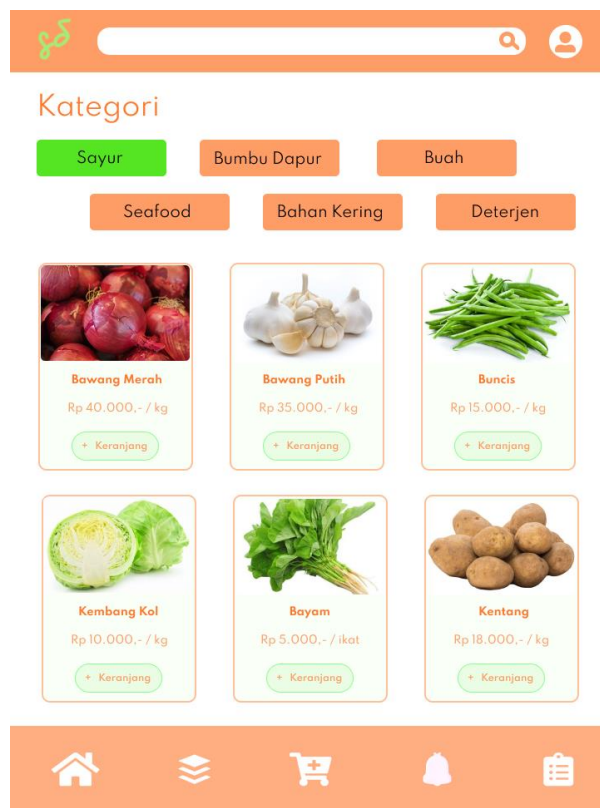 Kategori
Sayur
Bumbu Dapur
Buah
Seafood
Bahan Kering
Deterjen
Bawang Merah
Rp 40.000,- / kg
+ Keranjang
Bawang Putih
Rp 35.000,- / kg
+ Keranjang
Buncis
Rp 15.000,- / kg
+ Keranjang
Kembang Kol
Rp 10.000,- / kg
+ Keranjang
Bayam
Rp 5.000,- / ikat
+ Keranjang
Kentang
Rp 18.000,- / kg
+ Keranjang